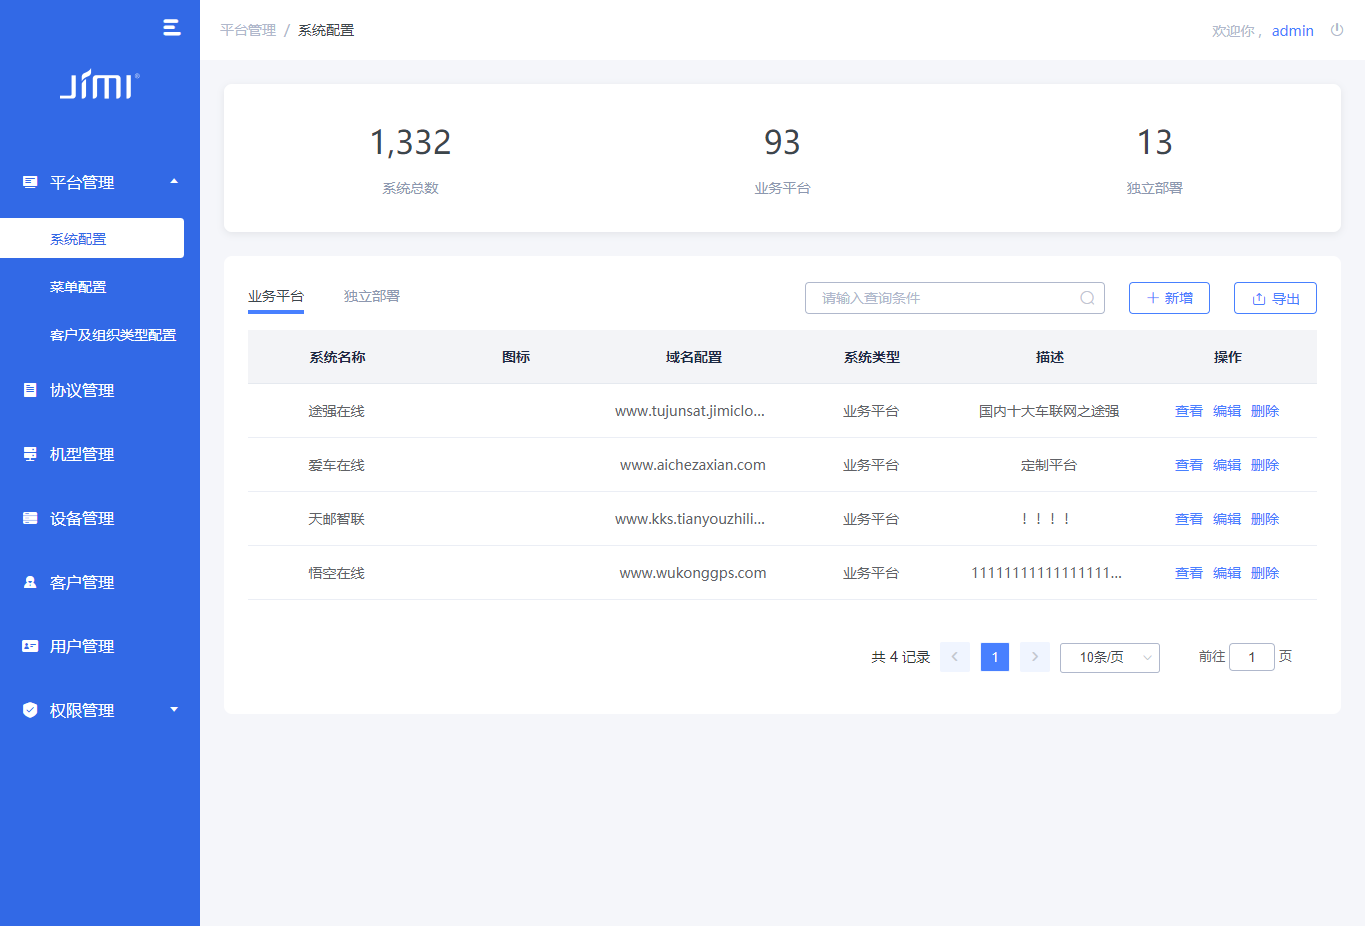 平台管理 / 系统配置
欢迎你， admin
JIMI®
平台管理
系统配置
菜单配置
客户及组织类型配置
协议管理
机型管理
设备管理
客户管理
用户管理
权限管理
1,332 93 13
系统总数 业务平台 独立部署
业务平台 独立部署 请输入查询条件 新增 导出
系统名称 图标 域名配置 系统类型 描述 操作
途强在线 www.tujunsat.jimiclo... 业务平台 国内十大车联网之途强 查看 编辑 删除
爱车在线 www.aichezaxian.com 业务平台 定制平台 查看 编辑 删除
天邮智联 www.kks.tianyouzhili... 业务平台 ！！！！ 查看 编辑 删除
悟空在线 www.wukonggps.com 业务平台 11111111111111111... 查看 编辑 删除
共 4 记录 < 1 > 10条/页 前往 1 页